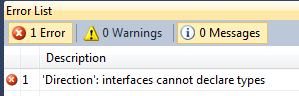 Error List
1 Error 0 Warnings 0 Messages
Description
1 'Direction': interfaces cannot declare types